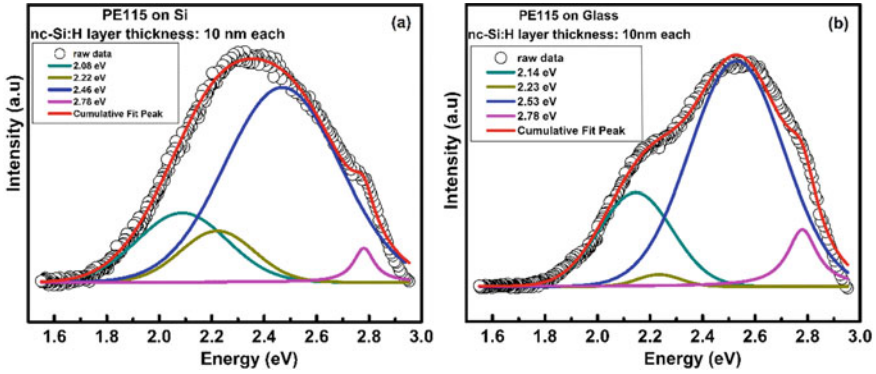 PE115 on Si
(a)
nc-Si:H layer thickness: 10 nm each
raw data
2.08 eV
2.22 eV
2.46 eV
2.78 eV
Cumulative Fit Peak
Intensity (a.u)
1.6 1.8 2.0 2.2 2.4 2.6 2.8 3.0
Energy (eV)
PE115 on Glass
(b)
nc-Si:H layer thickness: 10nm each
raw data
2.14 eV
2.23 eV
2.53 eV
2.78 eV
Cumulative Fit Peak
Intensity (a.u)
1.6 1.8 2.0 2.2 2.4 2.6 2.8 3.0
Energy (eV)